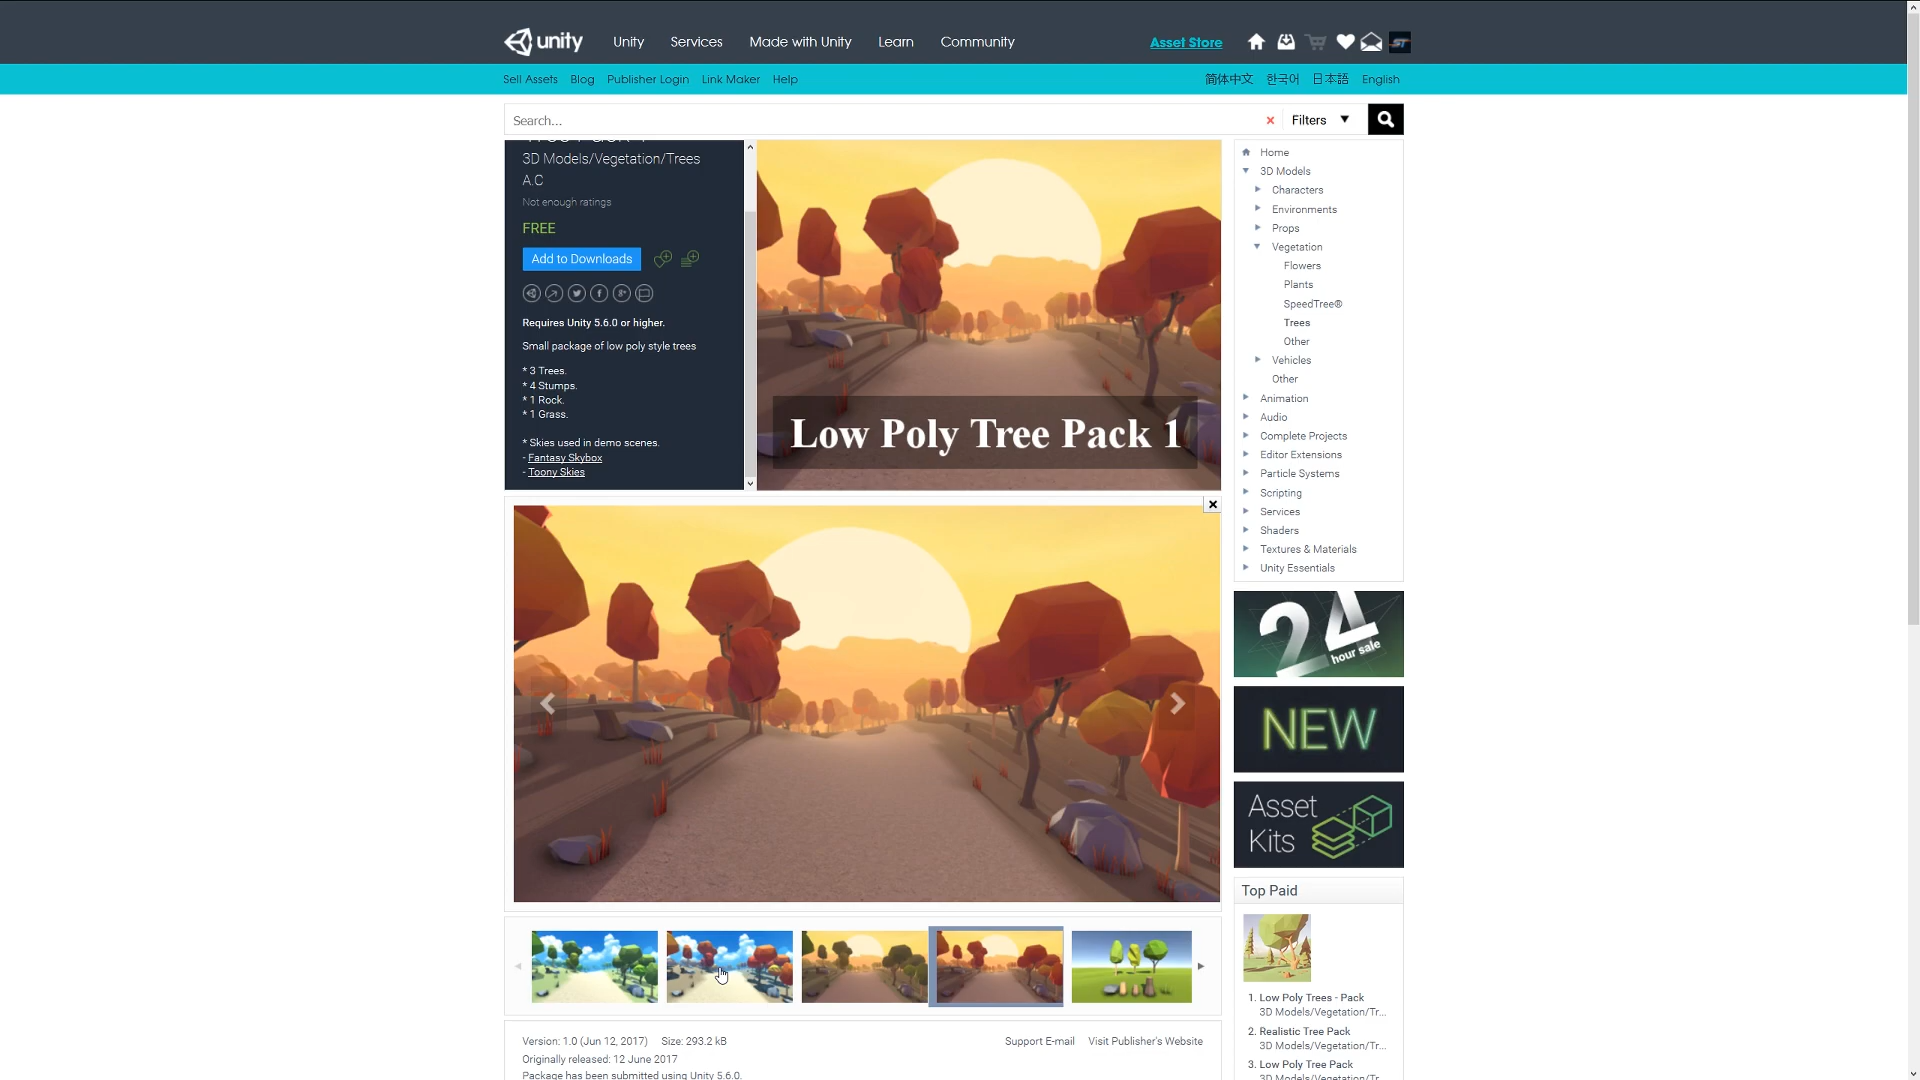 unity
Unity Services Made with Unity Learn Community Asset Store
ST
Sell Assets Blog Publisher Login Link Maker Help 简体中文 한국어 日本語 English
Search... Filters
3D Models/Vegetation/Trees
A.C
Not enough ratings
FREE
Add to Downloads
Requires Unity 5.6.0 or higher.
Small package of low poly style trees
* 3 Trees.
* 4 Stumps.
* 1 Rock.
* 1 Grass.
* Skies used in demo scenes.
- Fantasy Skybox
- Toony Skies
Low Poly Tree Pack 1
Home
3D Models
Characters
Environments
Props
Vegetation
Flowers
Plants
SpeedTree®
Trees
Other
Vehicles
Other
Animation
Audio
Complete Projects
Editor Extensions
Particle Systems
Scripting
Services
Shaders
Textures & Materials
Unity Essentials
24
hour sale
NEW
Asset
Kits
Top Paid
1. Low Poly Trees - Pack
3D Models/Vegetation/Tr...
2. Realistic Tree Pack
3D Models/Vegetation/Tr...
3. Low Poly Tree Pack
3D Models/Vegetation/Tr...
Version: 1.0 (Jun 12, 2017) Size: 293.2 kB Support E-mail Visit Publisher's Website
Originally released: 12 June 2017
Package has been submitted using Unity 5.6.0.